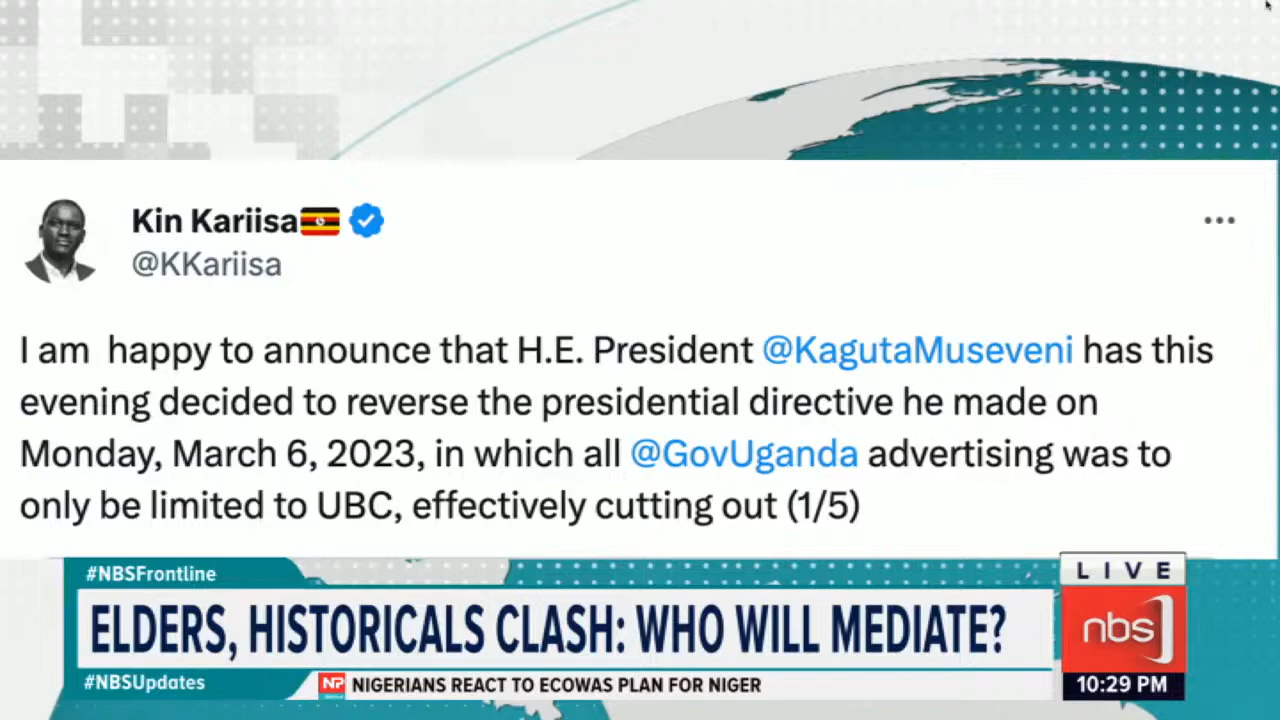 Kin Kariisa
@KKariisa
I am happy to announce that H.E. President @KagutaMuseveni has this
evening decided to reverse the presidential directive he made on
Monday, March 6, 2023, in which all @GovUganda advertising was to
only be limited to UBC, effectively cutting out (1/5)
#NBSFrontline
LIVE
ELDERS, HISTORICALS CLASH: WHO WILL MEDIATE?
nbs
#NBSUpdates
NP NIGERIANS REACT TO ECOWAS PLAN FOR NIGER
10:29 PM